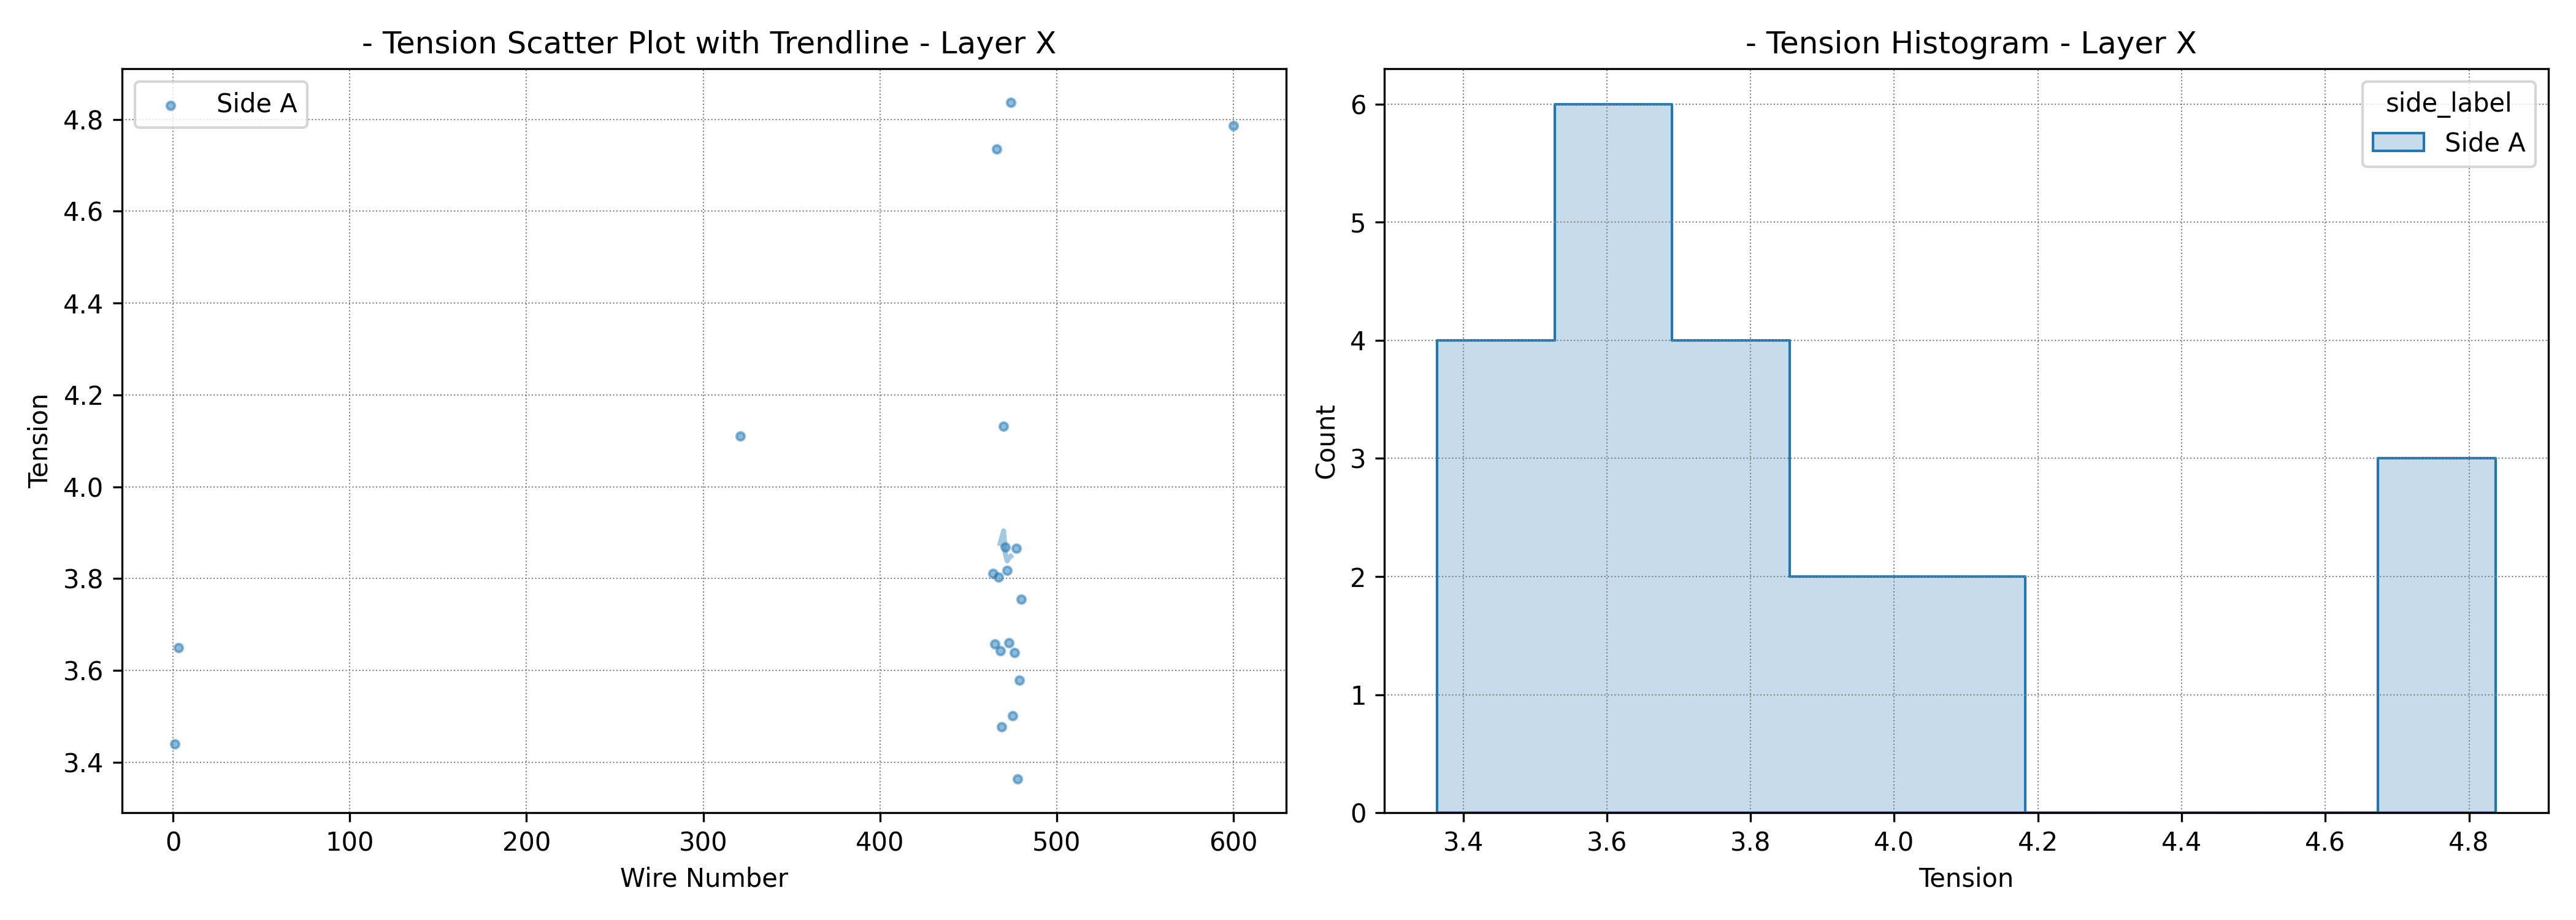 - Tension Scatter Plot with Trendline - Layer X
Side A
4.8
4.6
4.4
4.2
4.0
3.8
3.6
3.4
Tension
0 100 200 300 400 500 600
Wire Number
- Tension Histogram - Layer X
side_label
Side A
6
5
4
3
2
1
0
Count
3.4 3.6 3.8 4.0 4.2 4.4 4.6 4.8
Tension